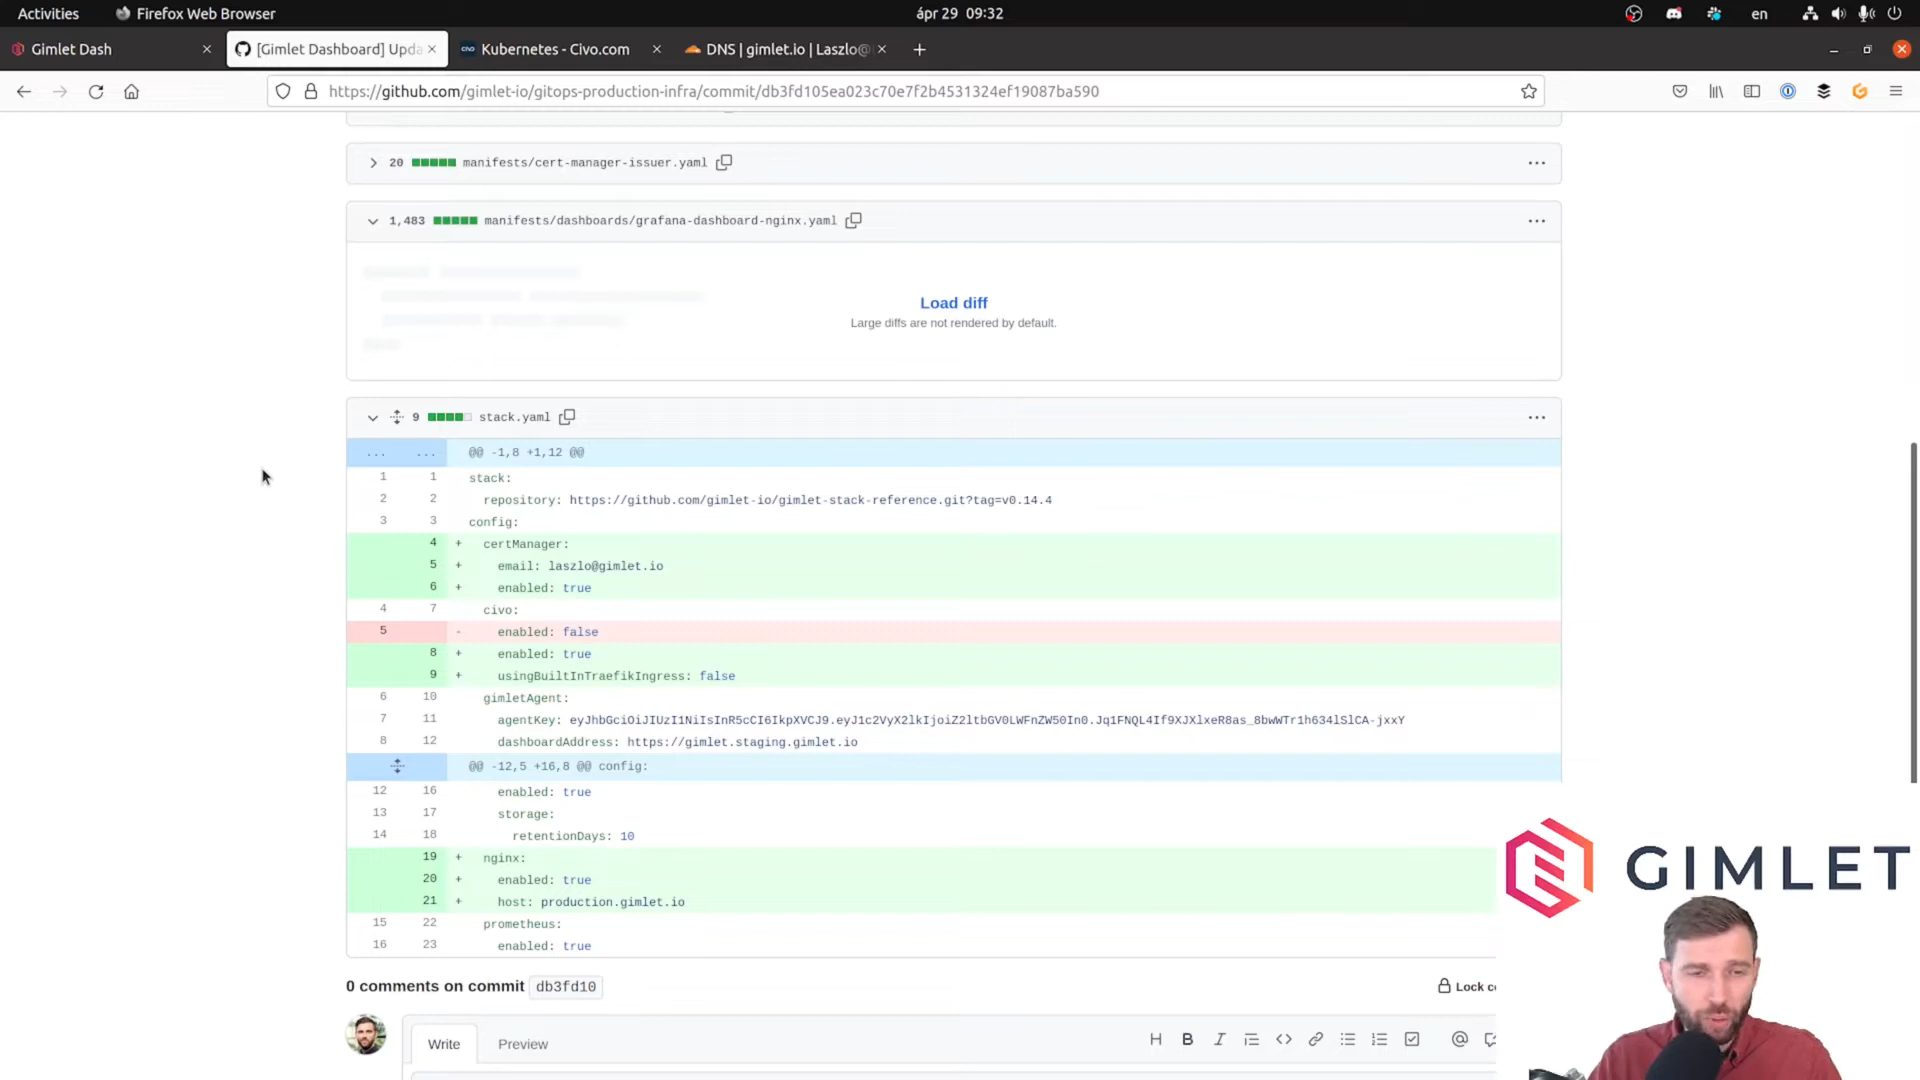 Activities
Firefox Web Browser
ápr 29 09:32
en
Gimlet Dash
[Gimlet Dashboard] Upda
Kubernetes - Civo.com
DNS | gimlet.io | Laszlo@
https://github.com/gimlet-io/gitops-production-infra/commit/db3fd105ea023c70e7f2b4531324ef19087ba590
20 manifests/cert-manager-issuer.yaml
1,483 manifests/dashboards/grafana-dashboard-nginx.yaml
Load diff
Large diffs are not rendered by default.
9 stack.yaml
... ... @@ -1,8 +1,12 @@
1 1 stack:
2 2 repository: https://github.com/gimlet-io/gimlet-stack-reference.git?tag=v0.14.4
3 3 config:
4 + certManager:
5 + email: laszlo@gimlet.io
6 + enabled: true
4 7 civo:
5 - enabled: false
8 + enabled: true
9 + usingBuiltInTraefikIngress: false
6 10 gimletAgent:
7 11 agentKey: eyJhbGciOiJIUzI1NiIsInR5cCI6IkpXVCJ9.eyJ1c2VyX2lkIjoiZ2ltbGV0LWFnZW50In0.Jq1FNQL4If9XJXlxeR8as_8bwWTr1h634lSlCA-jxxY
8 12 dashboardAddress: https://gimlet.staging.gimlet.io
@@ -12,5 +16,8 @@ config:
12 16 enabled: true
13 17 storage:
14 18 retentionDays: 10
19 + nginx:
20 + enabled: true
21 + host: production.gimlet.io
15 22 prometheus:
16 23 enabled: true
GIMLET
0 comments on commit db3fd10
Lock co
Write
Preview